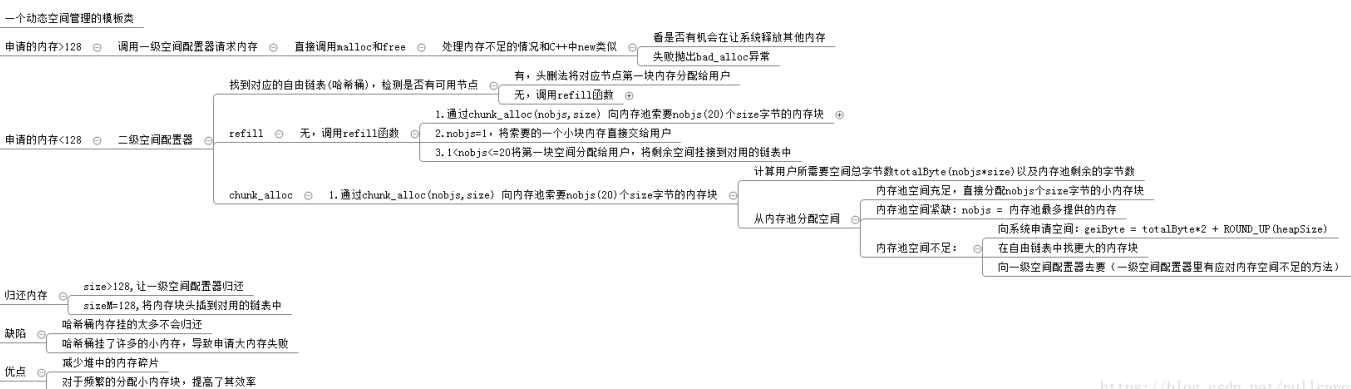 一个动态空间管理的模板类
申请的内存>128
调用一级空间配置器请求内存
直接调用malloc和free
处理内存不足的情况和C++中new类似
看是否有机会在让系统释放其他内存
失败抛出bad_alloc异常
申请的内存<128
二级空间配置器
找到对应的自由链表(哈希桶),检测是否有可用节点
有,头删法将对应节点第一块内存分配给用户
无,调用refill函数
refill
无,调用refill函数
1.通过chunk_alloc(nobjs,size) 向内存池索要nobjs(20)个size字节的内存块
2.nobjs=1,将索要的一个小块内存直接交给用户
3.1<nobjs<=20将第一块空间分配给用户,将剩余空间挂接到对用的链表中
chunk_alloc
1.通过chunk_alloc(nobjs,size) 向内存池索要nobjs(20)个size字节的内存块
计算用户所需要空间总字节数totalByte(nobjs*size)以及内存池剩余的字节数
从内存池分配空间
内存池空间充足,直接分配nobjs个size字节的小内存块
内存池空间紧缺:nobjs = 内存池最多提供的内存
内存池空间不足:
向系统申请空间:geiByte = totalByte*2 + ROUND_UP(heapSize)
在自由链表中找更大的内存块
向一级空间配置器去要(一级空间配置器里有应对内存空间不足的方法)
归还内存
size>128,让一级空间配置器归还
sizeM=128,将内存块头插到对用的链表中
缺陷
哈希桶内存挂的太多不会归还
哈希桶挂了许多的小内存,导致申请大内存失败
优点
减少堆中的内存碎片
对于频繁的分配小内存块,提高了其效率